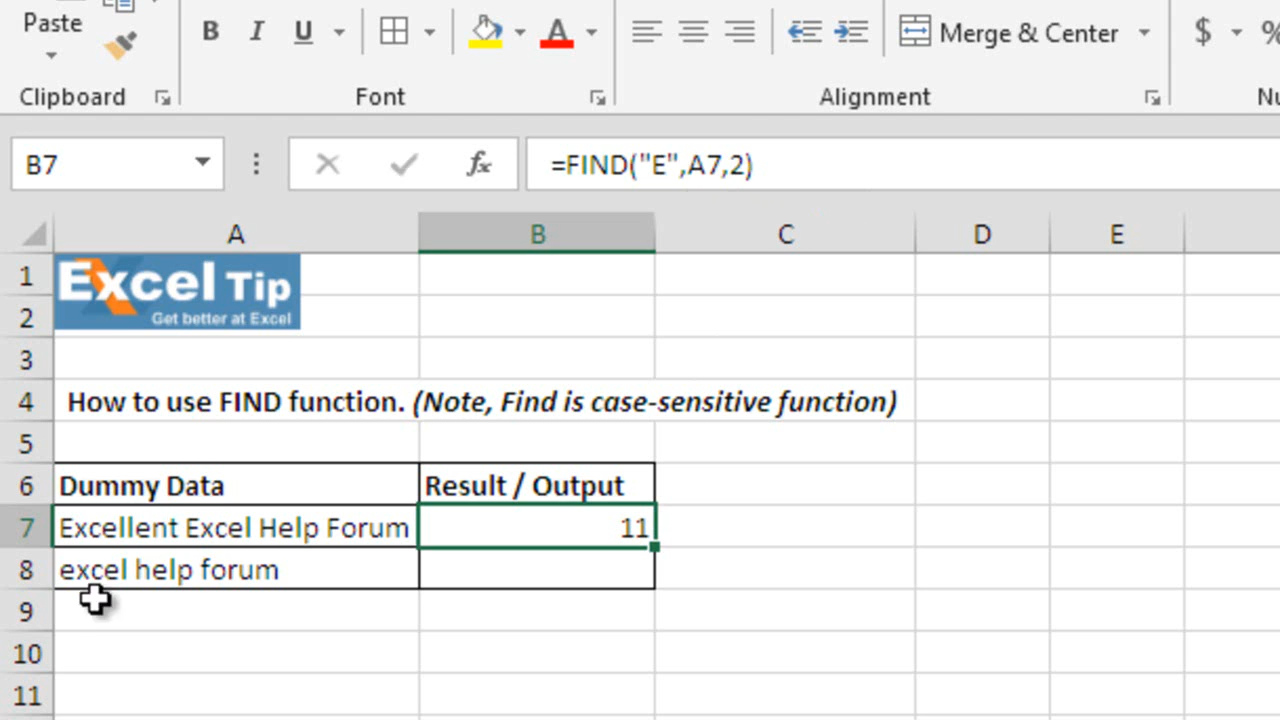 Paste
B I U A Merge & Center $ %
Clipboard Font Alignment Nu
B7 fx =FIND("E",A7,2)
A B C D E
1 Excel Tip
2 Get better at Excel
3
4 How to use FIND function. (Note, Find is case-sensitive function)
5
6 Dummy Data Result / Output
7 Excellent Excel Help Forum 11
8 excel help forum
9
10
11